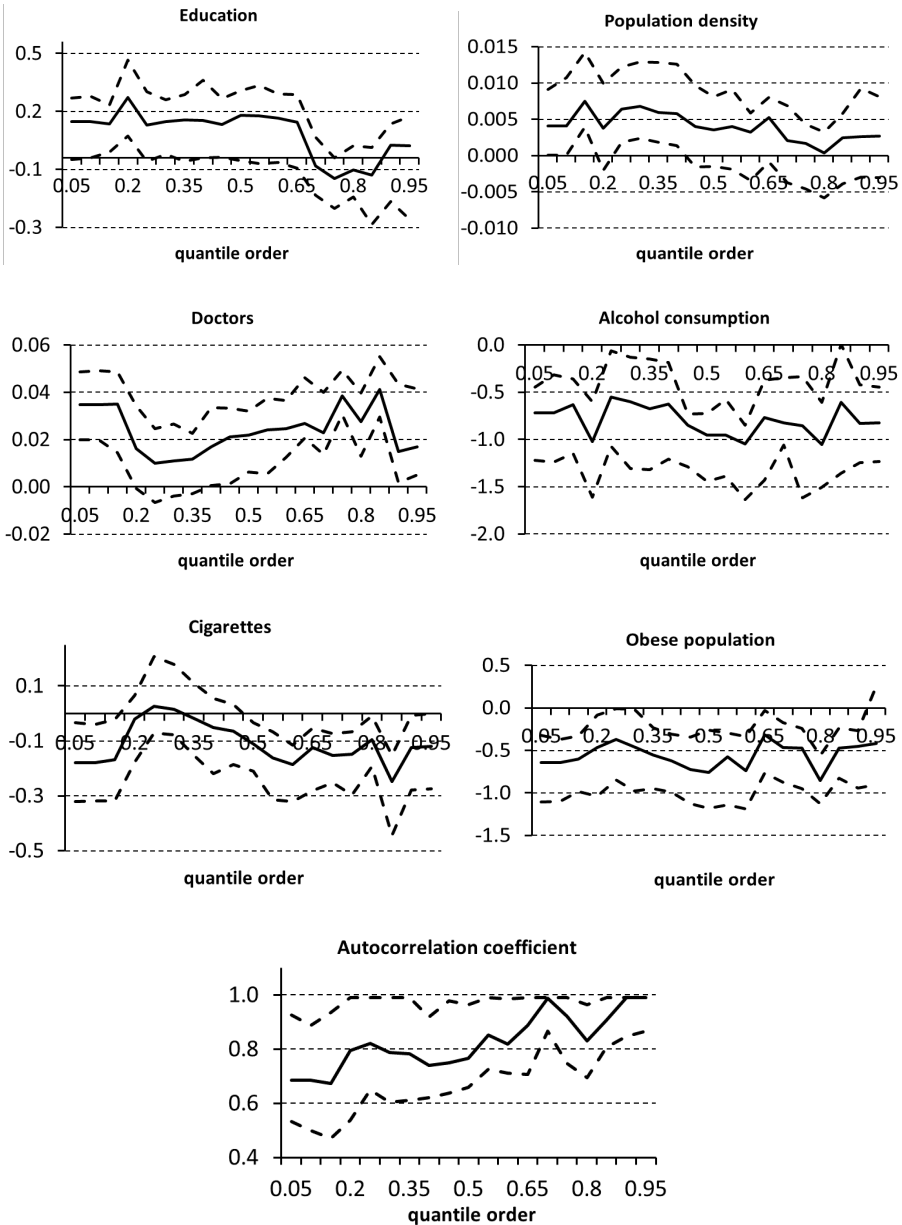 Education
0.5
0.2
-0.1
-0.3
0.05 0.2 0.35 0.5 0.65 0.8 0.95
quantile order
Population density
0.015
0.010
0.005
0.000
-0.005
-0.010
0.05 0.2 0.35 0.5 0.65 0.8 0.95
quantile order
Doctors
0.06
0.04
0.02
0.00
-0.02
0.05 0.2 0.35 0.5 0.65 0.8 0.95
quantile order
Alcohol consumption
0.0
-0.5
-1.0
-1.5
-2.0
0.05 0.2 0.35 0.5 0.65 0.8 0.95
quantile order
Cigarettes
0.1
-0.1
-0.3
-0.5
0.05 0.2 0.35 0.5 0.65 0.8 0.95
quantile order
Obese population
0.5
0.0
-0.5
-1.0
-1.5
0.05 0.2 0.35 0.5 0.65 0.8 0.95
quantile order
Autocorrelation coefficient
1.0
0.8
0.6
0.4
0.05 0.2 0.35 0.5 0.65 0.8 0.95
quantile order